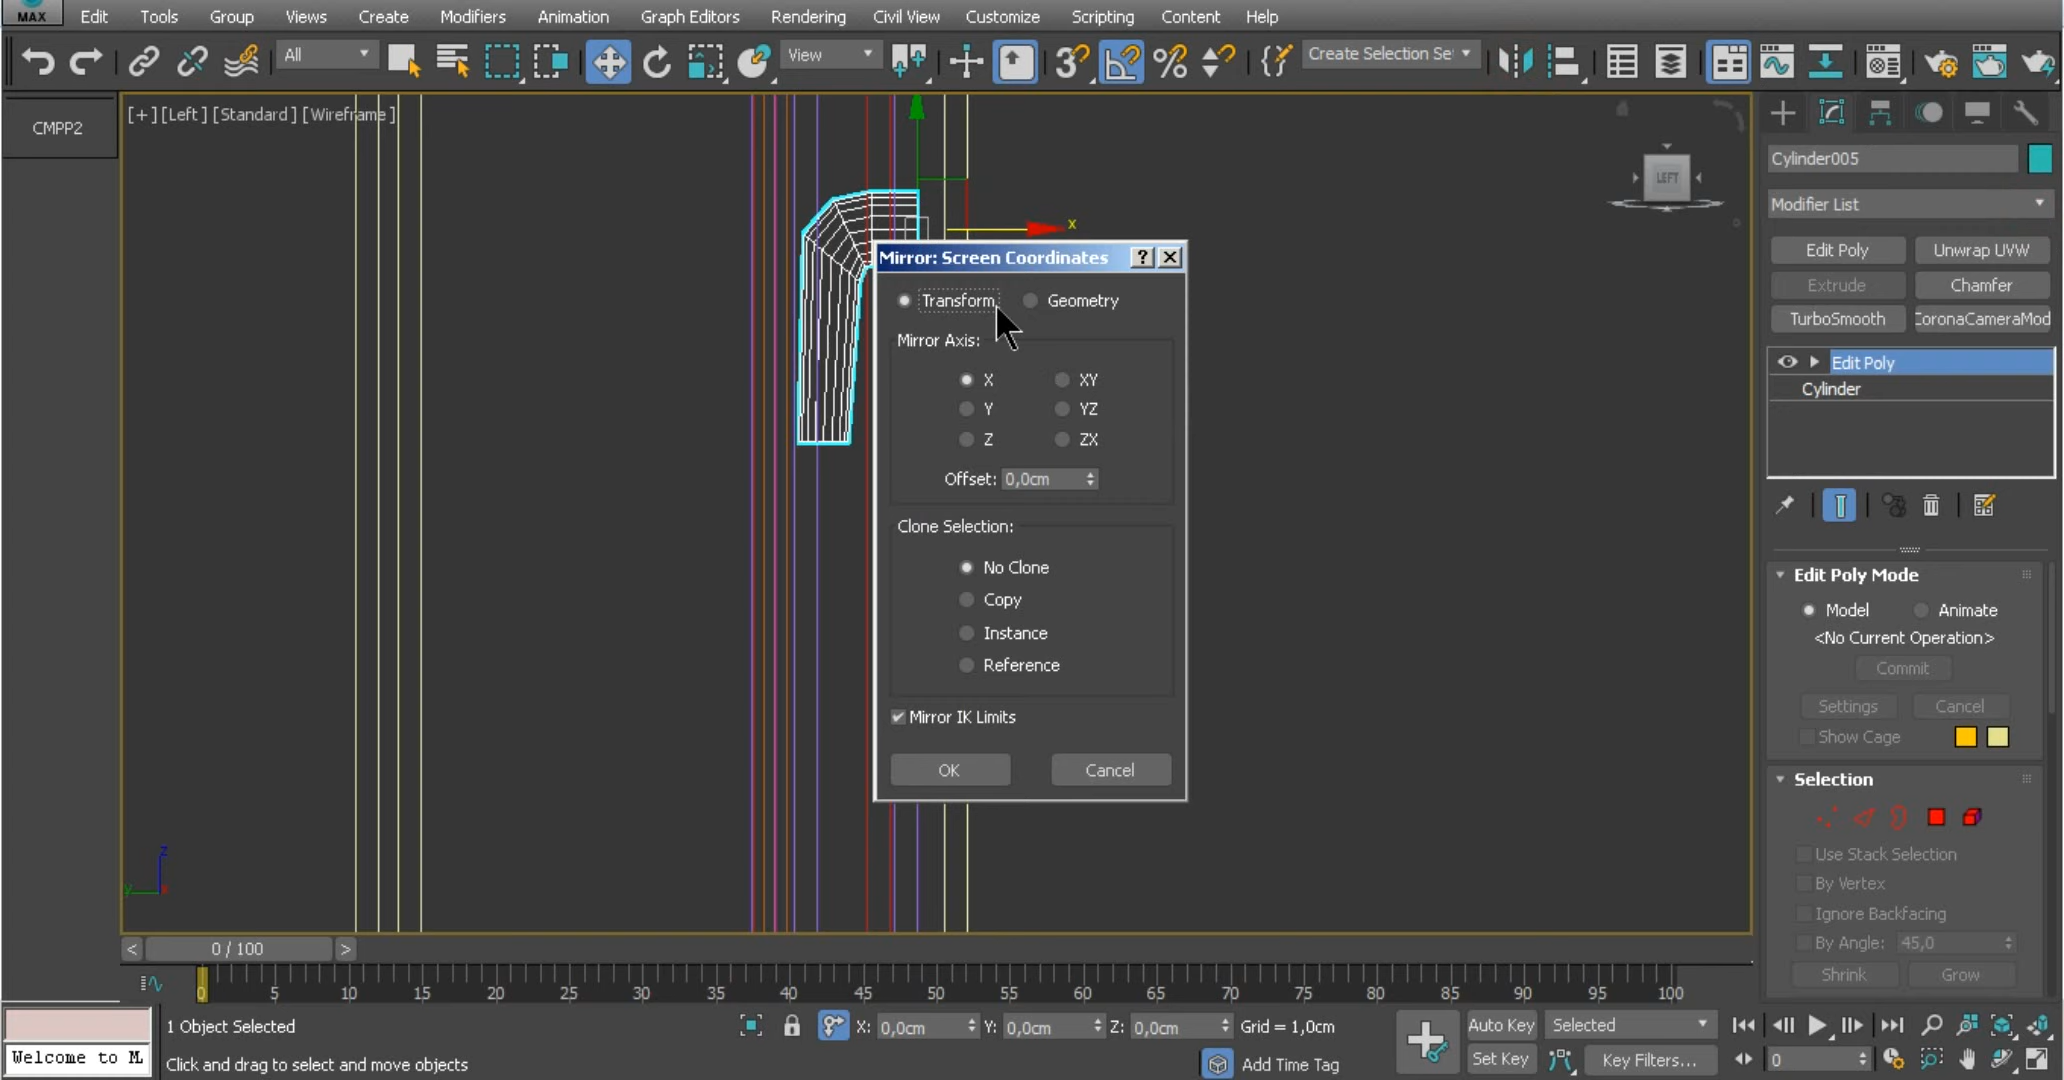 MAX Edit Tools Group Views Create Modifiers Animation Graph Editors Rendering Civil View Customize Scripting Content Help
All View 3 Create Selection Se
CMPP2
[+] [Left] [Standard] [Wireframe]
x
LEFT
Cylinder005
Modifier List
Edit Poly Unwrap UVW
Extrude Chamfer
TurboSmooth CoronaCameraMod
Edit Poly
Cylinder
Mirror: Screen Coordinates ? X
Transform Geometry
Mirror Axis:
X XY
Y YZ
Z ZX
Offset: 0,0cm
Clone Selection:
No Clone
Copy
Instance
Reference
Mirror IK Limits
OK Cancel
Edit Poly Mode
Model Animate
<No Current Operation>
Commit
Settings Cancel
Show Cage
Selection
Use Stack Selection
By Vertex
Ignore Backfacing
By Angle: 45,0
Shrink Grow
z
y x
< 0 / 100 >
0 5 10 15 20 25 30 35 40 45 50 55 60 65 70 75 80 85 90 95 100
1 Object Selected X: 0,0cm Y: 0,0cm Z: 0,0cm Grid = 1,0cm Auto Key Selected
Welcome to M Click and drag to select and move objects Add Time Tag Set Key Key Filters... 0